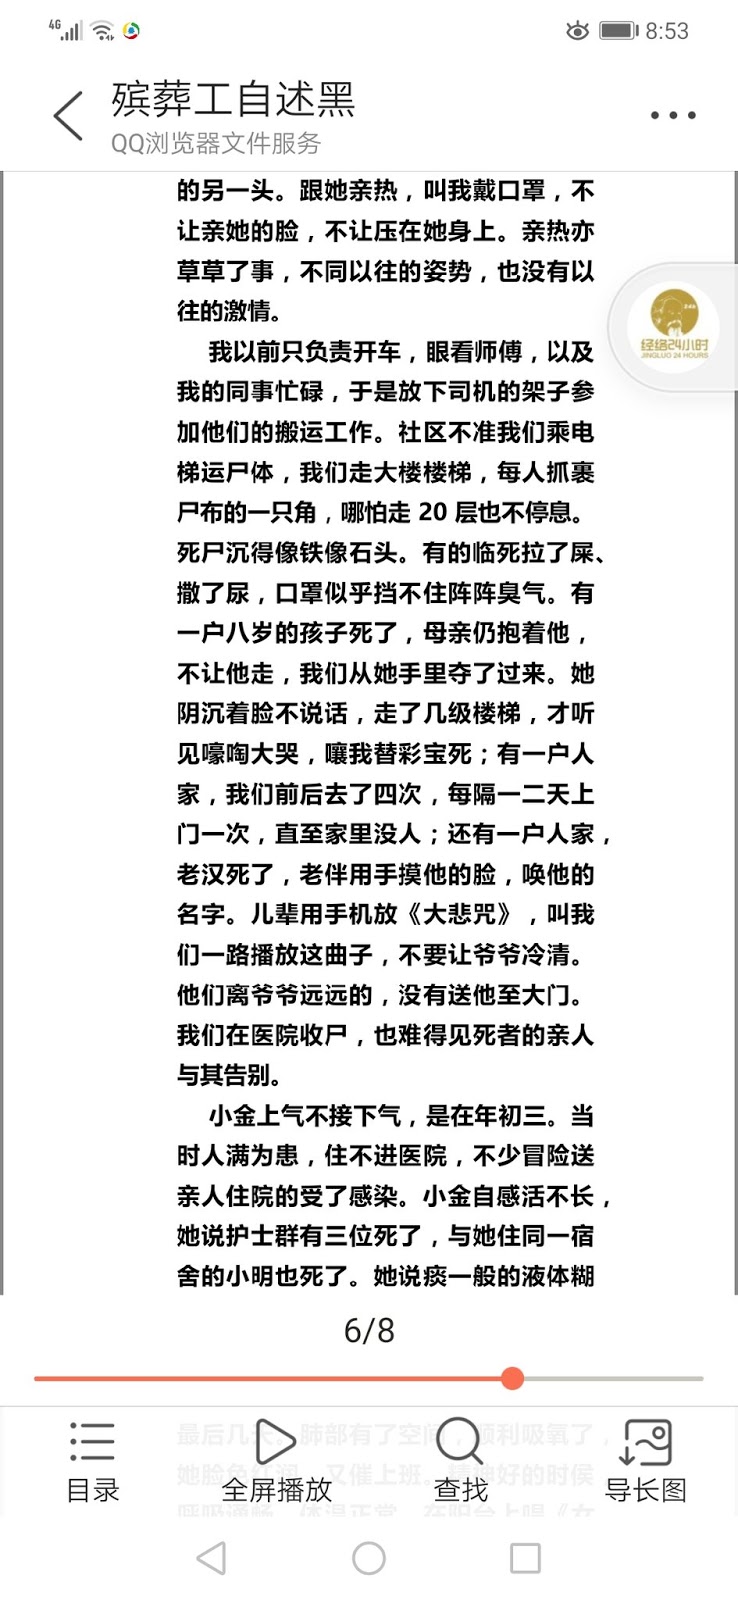 4G 8:53
殡葬工自述黑
QQ浏览器文件服务
的另一头。跟她亲热，叫我戴口罩，不
让亲她的脸，不让压在她身上。亲热亦
草草了事，不同以往的姿势，也没有以
往的激情。
24h
经络24小时
JINGLUO 24 HOURS
我以前只负责开车，眼看师傅，以及
我的同事忙碌，于是放下司机的架子参
加他们的搬运工作。社区不准我们乘电
梯运尸体，我们走大楼楼梯，每人抓裹
尸布的一只角，哪怕走 20 层也不停息。
死尸沉得像铁像石头。有的临死拉了屎、
撒了尿，口罩似乎挡不住阵阵臭气。有
一户八岁的孩子死了，母亲仍抱着他，
不让他走，我们从她手里夺了过来。她
阴沉着脸不说话，走了几级楼梯，才听
见嚎啕大哭，嚷我替彩宝死；有一户人
家，我们前后去了四次，每隔一二天上
门一次，直至家里没人；还有一户人家，
老汉死了，老伴用手摸他的脸，唤他的
名字。儿辈用手机放《大悲咒》，叫我
们一路播放这曲子，不要让爷爷冷清。
他们离爷爷远远的，没有送他至大门。
我们在医院收尸，也难得见死者的亲人
与其告别。
小金上气不接下气，是在年初三。当
时人满为患，住不进医院，不少冒险送
亲人住院的受了感染。小金自感活不长，
她说护士群有三位死了，与她住同一宿
舍的小明也死了。她说痰一般的液体糊
6/8
最后几天。肺部有了空间，顺利吸氧了，
她脸色红润，又催上班。精神好的时候
呼吸通畅，体温正常，在阳台上唱《女
目录 全屏播放 查找 导长图